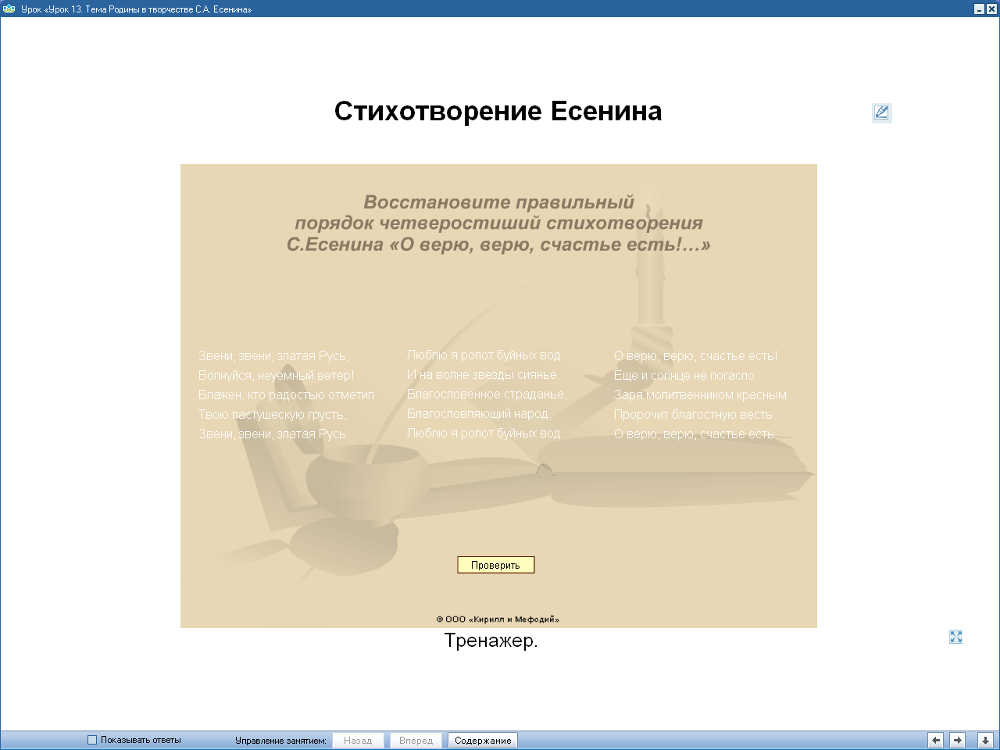 Урок «Урок 13. Тема Родины в творчестве С.А. Есенина»
Стихотворение Есенина
Восстановите правильный
порядок четверостиший стихотворения
С.Есенина «О верю, верю, счастье есть!...»
Звени, звени, златая Русь,
Волнуйся, неуемный ветер!
Блажен, кто радостью отметил
Твою пастушескую грусть,
Звени, звени, златая Русь.
Люблю я ропот буйных вод
И на волне звезды сиянье.
Благословенное страданье,
Благословляющий народ.
Люблю я ропот буйных вод.
О верю, верю, счастье есть!
Еще и солнце не погасло.
Заря молитвенником красным
Пророчит благостную весть.
О верю, верю, счастье есть.
Проверить
© ООО «Кирилл и Мефодий»
Тренажер.
Показывать ответы
Управление занятием:
Назад
Вперед
Содержание